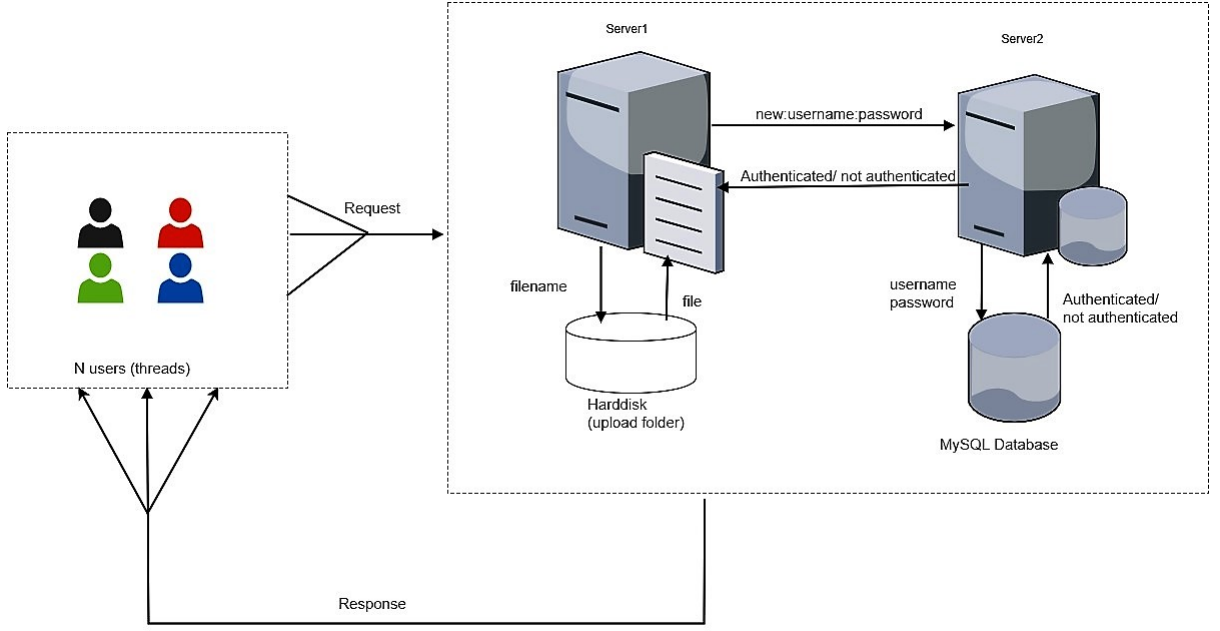 Server1
Server2
new:username:password
Authenticated/ not authenticated
Request
filename
file
username
password
Authenticated/
not authenticated
N users (threads)
Harddisk
(upload folder)
MySQL Database
Response